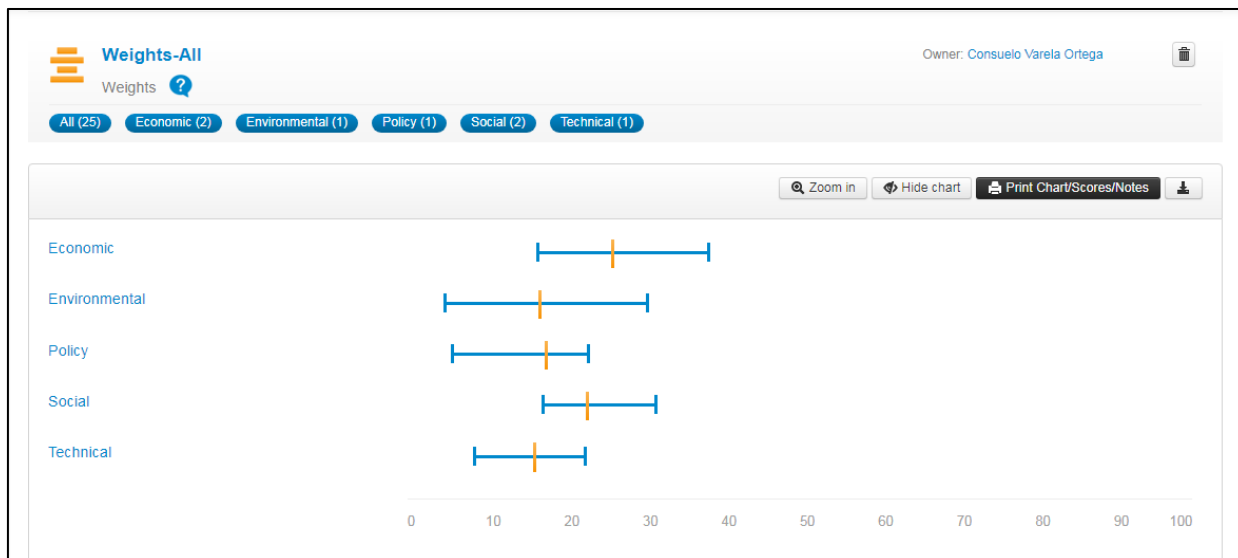 Weights-All
Owner: Consuelo Varela Ortega
Weights ?
All (25) Economic (2) Environmental (1) Policy (1) Social (2) Technical (1)
Zoom in Hide chart Print Chart/Scores/Notes
Economic
Environmental
Policy
Social
Technical
0 10 20 30 40 50 60 70 80 90 100